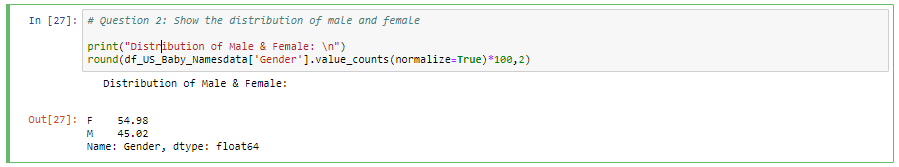 In [27]: # Question 2: Show the distribution of male and female
print("Distribution of Male & Female: \n")
round(df_US_Baby_Namesdata['Gender'].value_counts(normalize=True)*100,2)
Distribution of Male & Female:
Out[27]: F    54.98
M    45.02
Name: Gender, dtype: float64